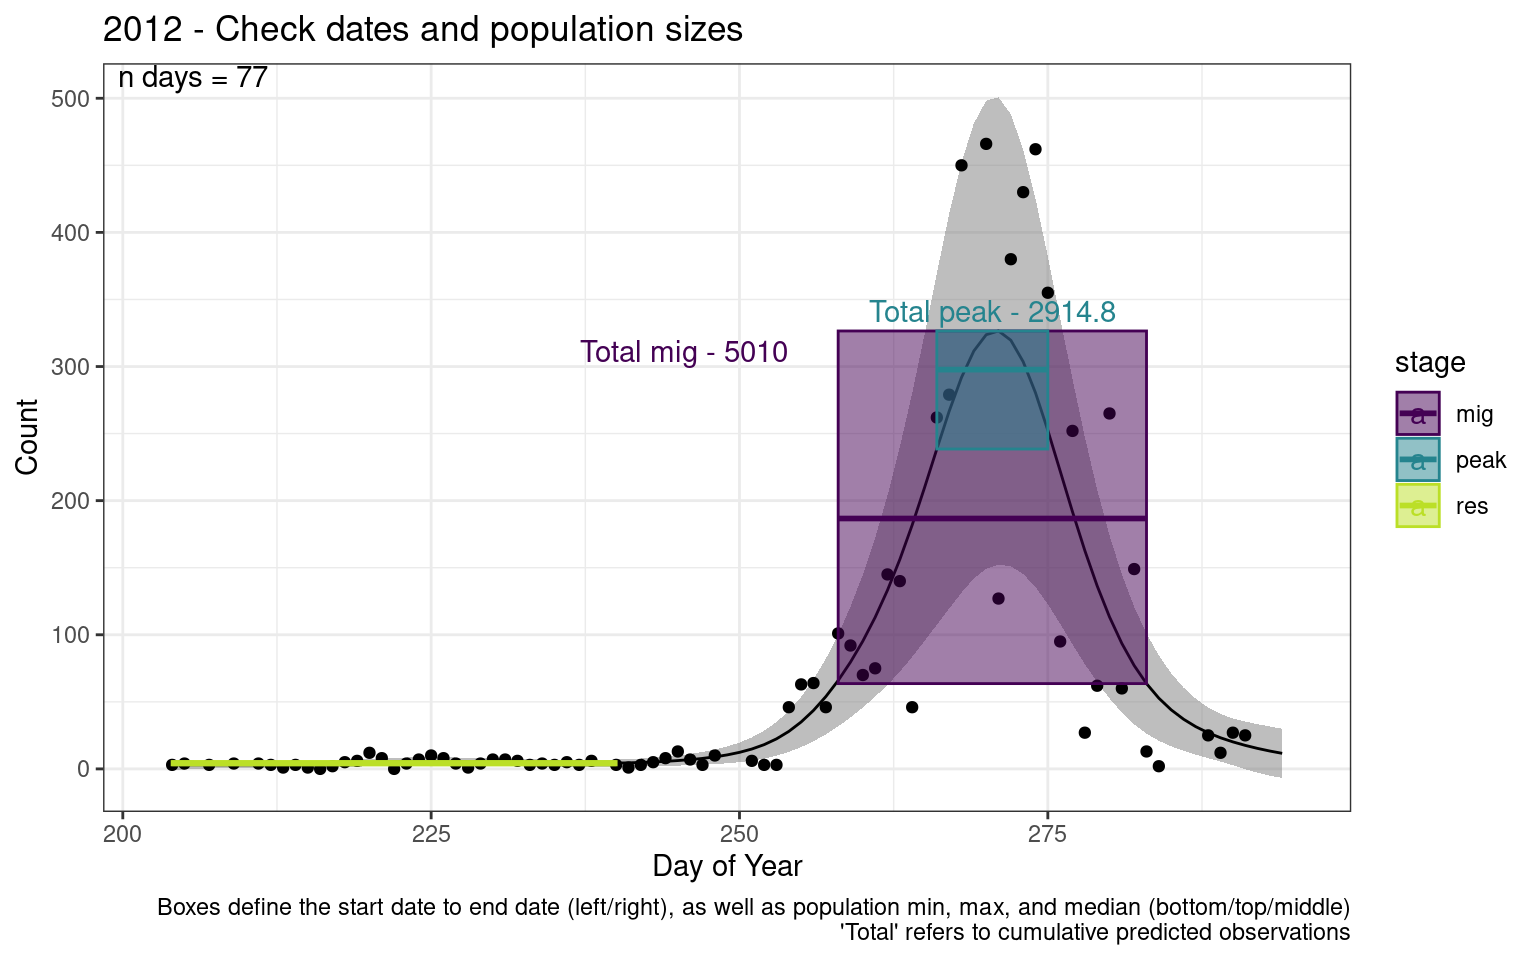 2012 - Check dates and population sizes
n days = 77
500
400
300
200
100
0
Count
Total peak - 2914.8
Total mig - 5010
200
225
250
275
Day of Year
stage
a mig
a peak
a res
Boxes define the start date to end date (left/right), as well as population min, max, and median (bottom/top/middle)
'Total' refers to cumulative predicted observations